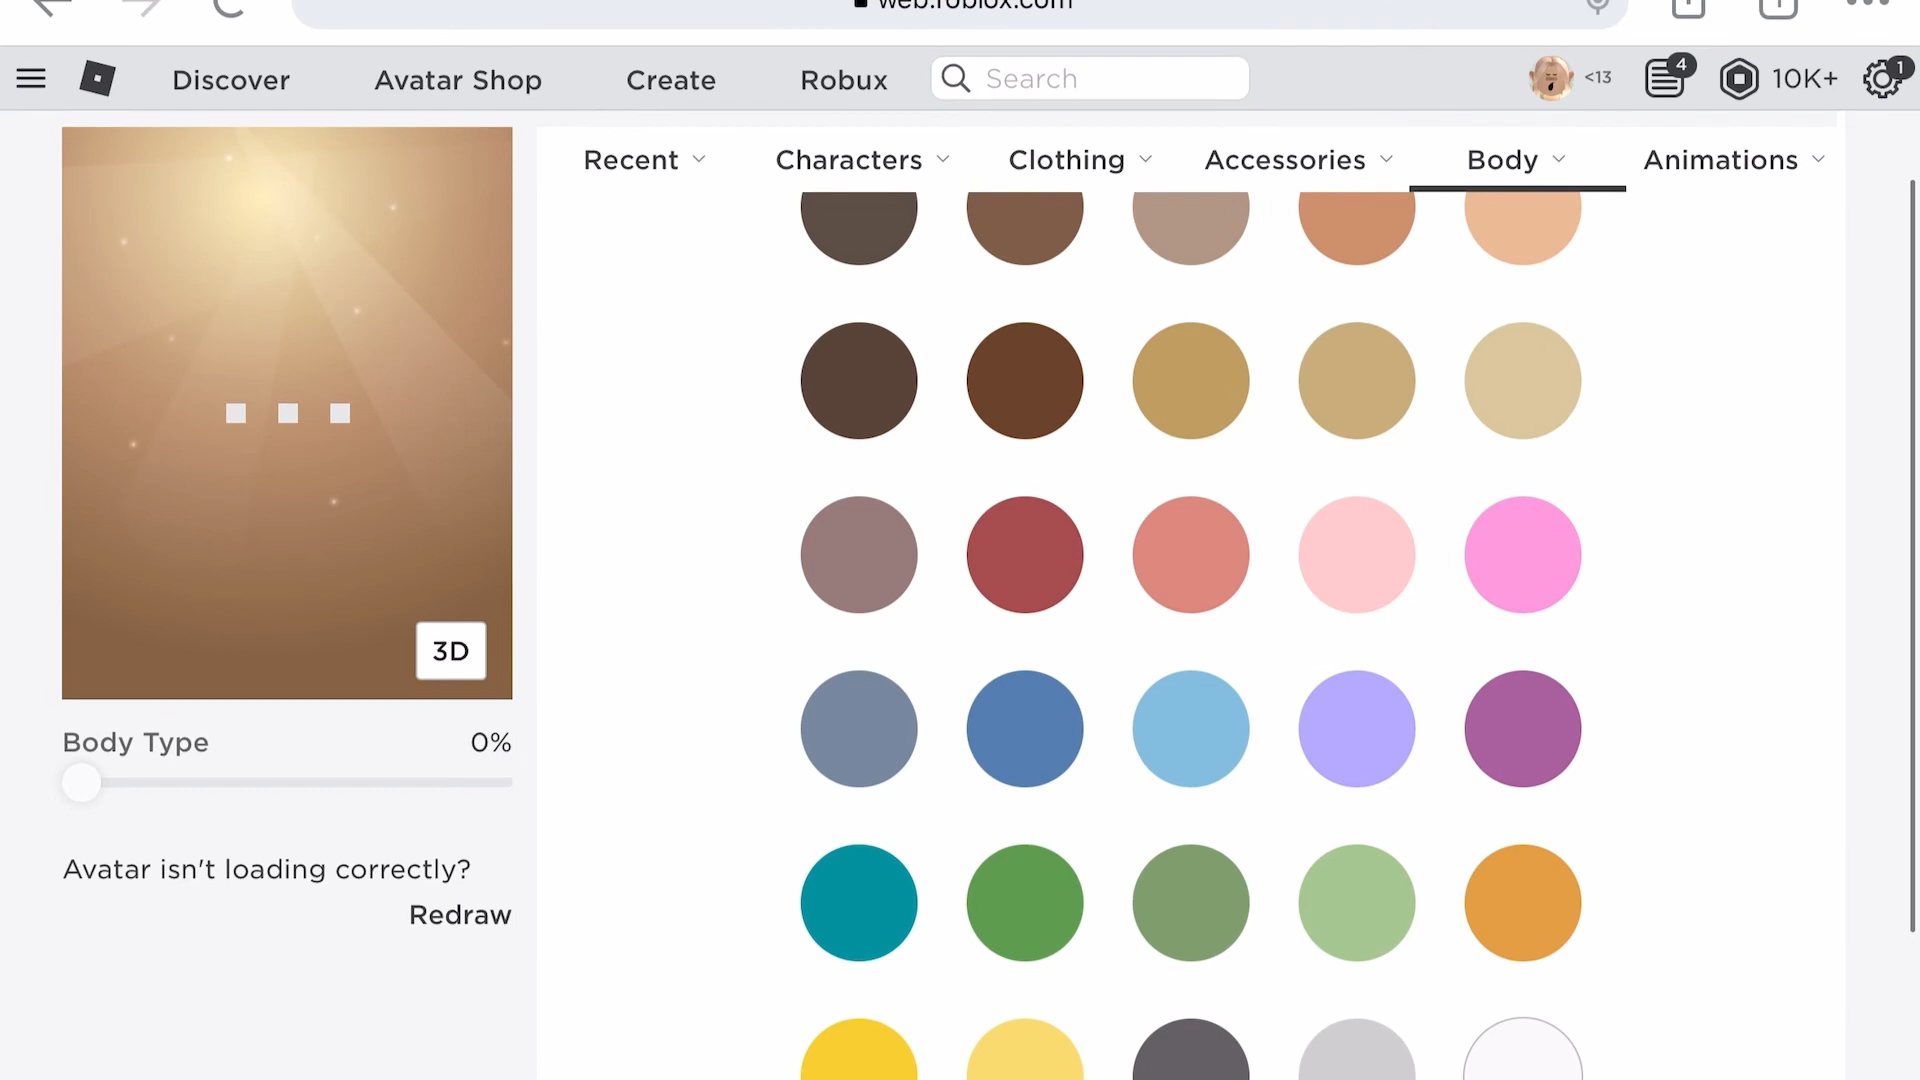 web.roblox.com
Discover
Avatar Shop
Create
Robux
Search
<13
4
10K+
1
Recent
Characters
Clothing
Accessories
Body
Animations
3D
Body Type
0%
Avatar isn't loading correctly?
Redraw